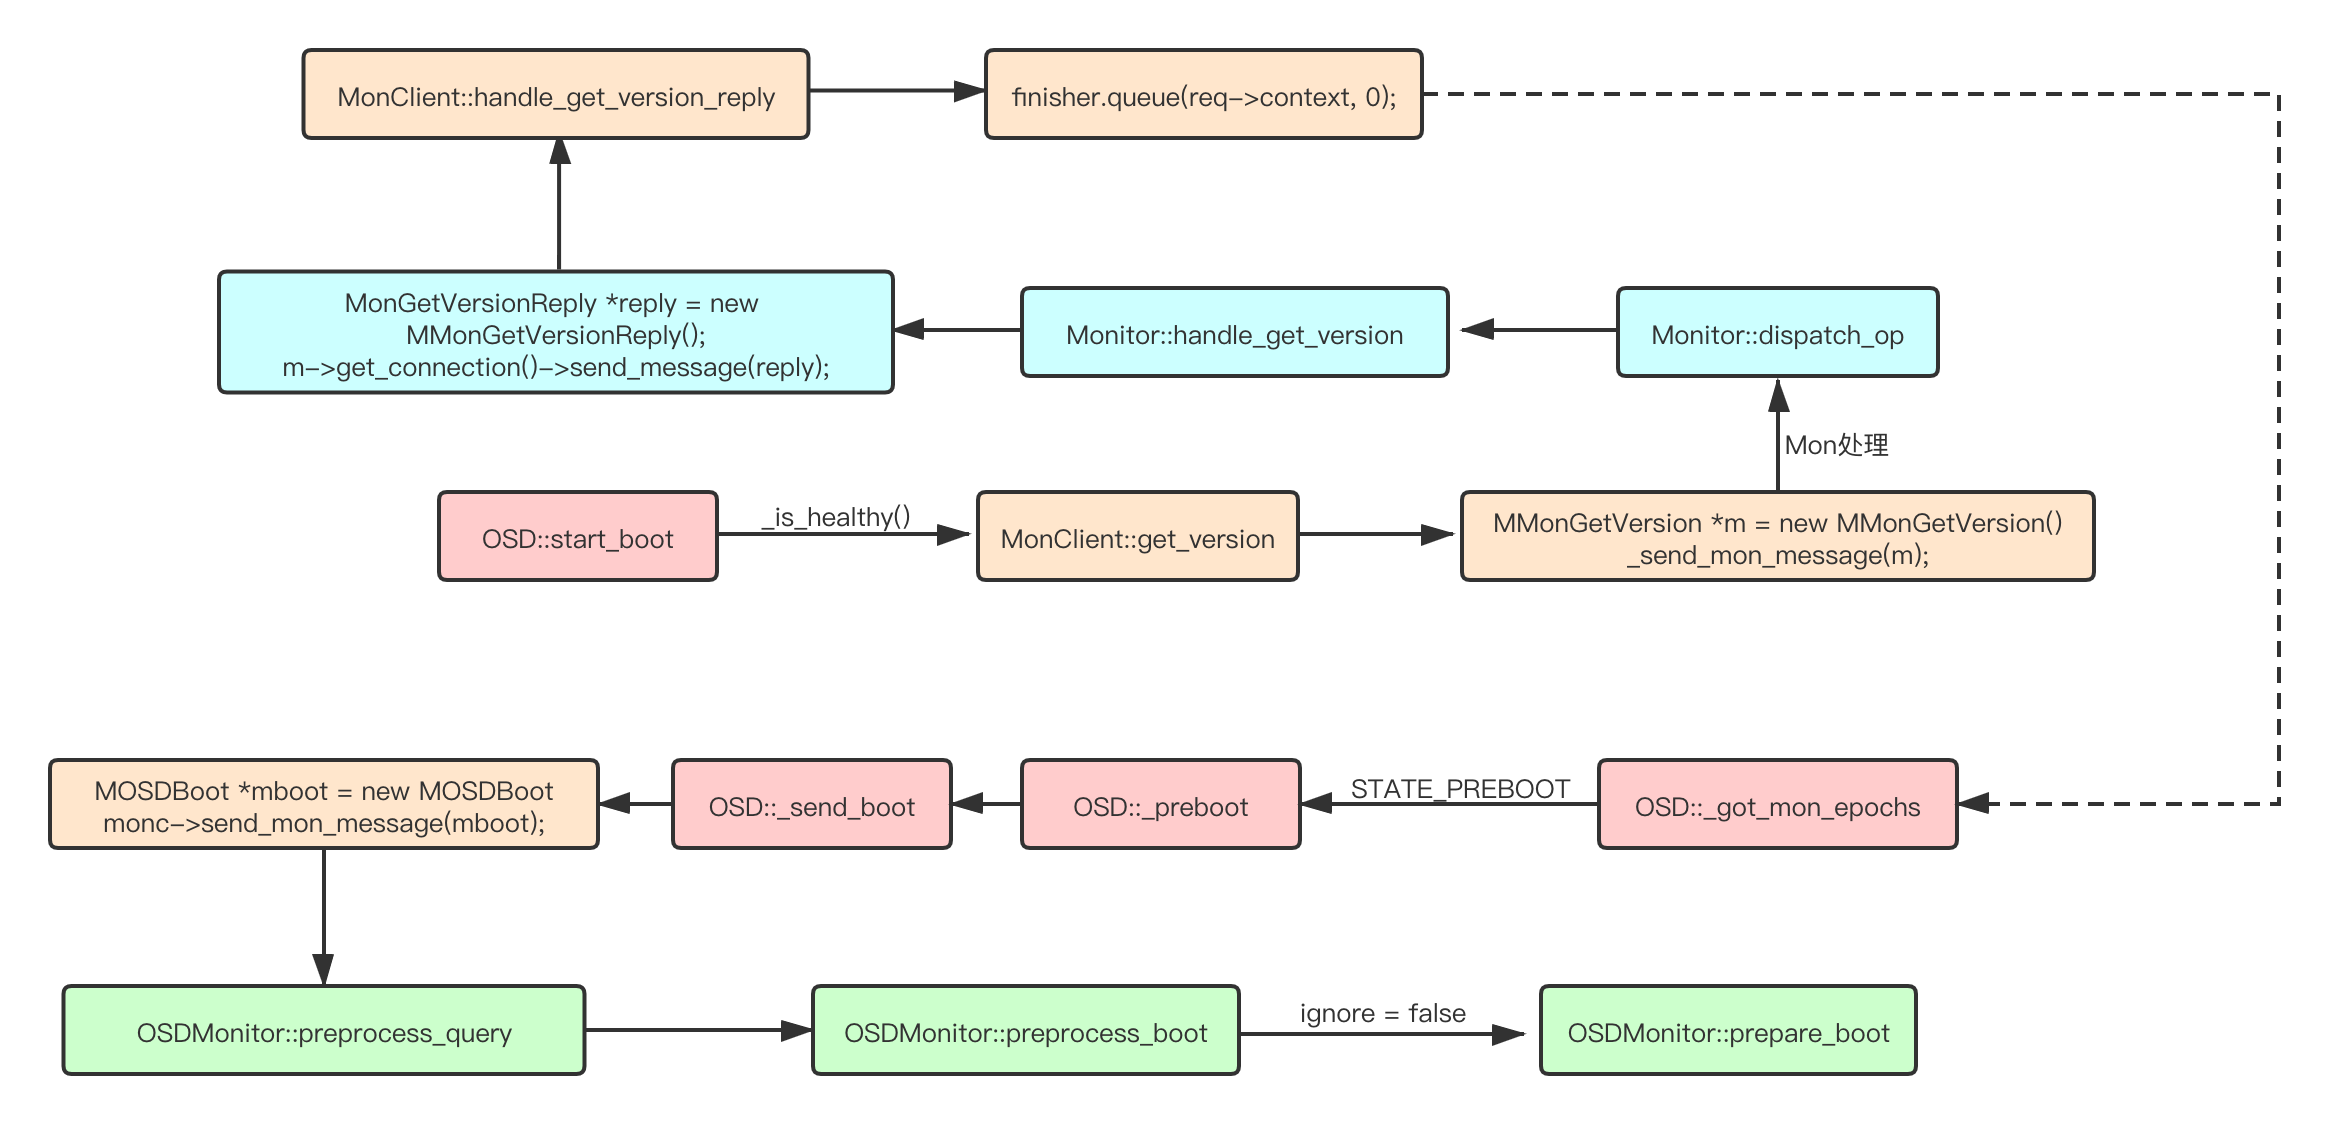 MonClient::handle_get_version_reply
finisher.queue(req->context, 0);
MonGetVersionReply *reply = new
MMonGetVersionReply();
m->get_connection()->send_message(reply);
Monitor::handle_get_version
Monitor::dispatch_op
Mon处理
OSD::start_boot
_is_healthy()
MonClient::get_version
MMonGetVersion *m = new MMonGetVersion()
_send_mon_message(m);
MOSDBoot *mboot = new MOSDBoot
monc->send_mon_message(mboot);
OSD::_send_boot
OSD::_preboot
STATE_PREBOOT
OSD::_got_mon_epochs
OSDMonitor::preprocess_query
OSDMonitor::preprocess_boot
ignore = false
OSDMonitor::prepare_boot